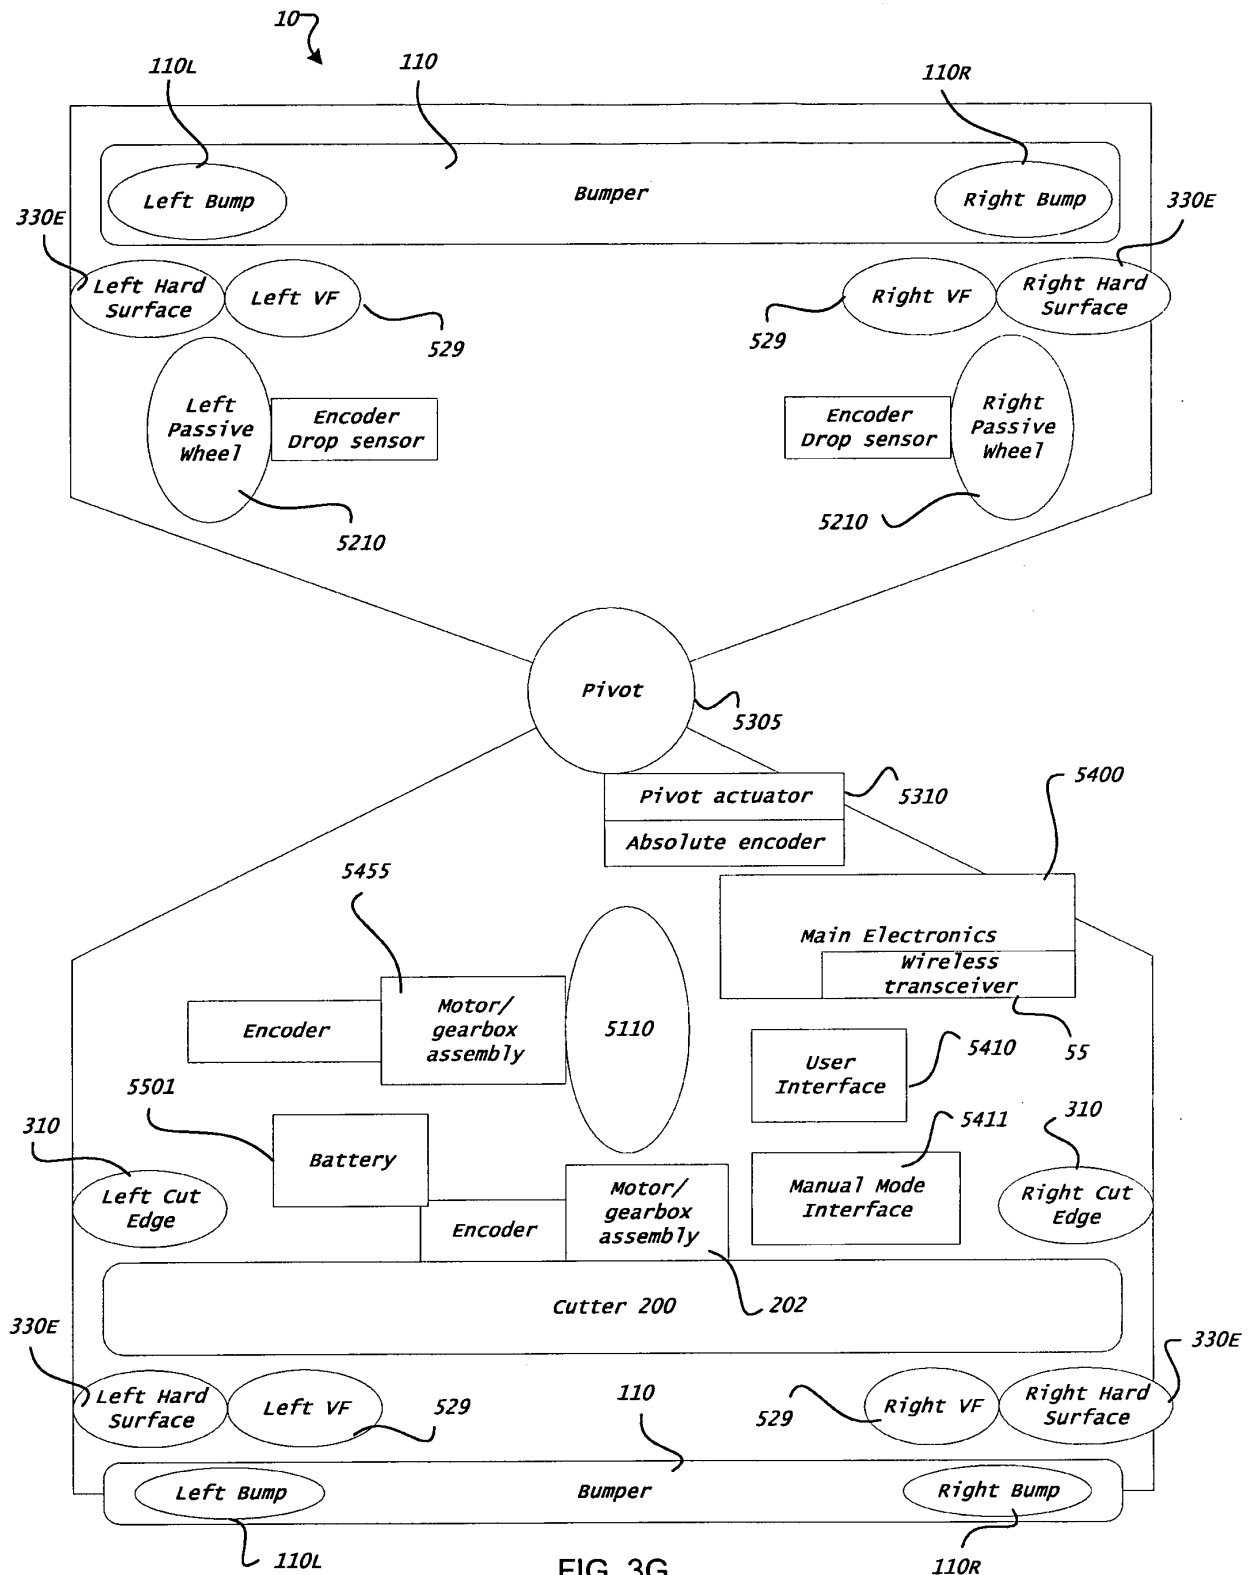 10
110L
110
110R
Left Bump
Bumper
Right Bump
330E
330E
Left Hard
Surface
Left VF
Right VF
Right Hard
Surface
529
529
Left
Passive
Wheel
Encoder
Drop sensor
Encoder
Drop sensor
Right
Passive
Wheel
5210
5210
Pivot
5305
Pivot actuator
5310
5400
Absolute encoder
5455
Main Electronics
Wireless
transceiver
Encoder
Motor/
gearbox
assembly
5110
55
User
Interface
5410
5501
310
Battery
5411
310
Left Cut
Edge
Encoder
Motor/
gearbox
assembly
Manual Mode
Interface
Right Cut
Edge
Cutter 200
202
330E
330E
Left Hard
Surface
Left VF
529
110
529
Right VF
Right Hard
Surface
Left Bump
Bumper
Right Bump
110L
110R
FIG. 3G